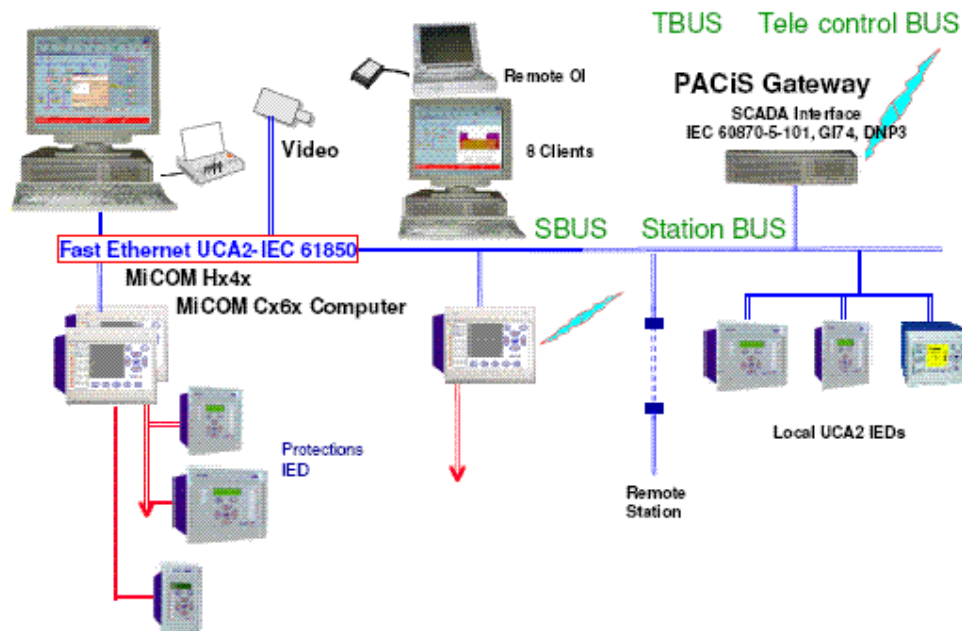 TBUS Tele control BUS
Remote OI
PACiS Gateway
SCADA Interface
IEC 60870-5-101, GI74, DNP3
Video
8 Clients
SBUS Station BUS
Fast Ethernet UCA2-IEC 61850
MiCOM Hx4x
MiCOM Cx6x Computer
Protections
IED
Local UCA2 IEDs
Remote
Station